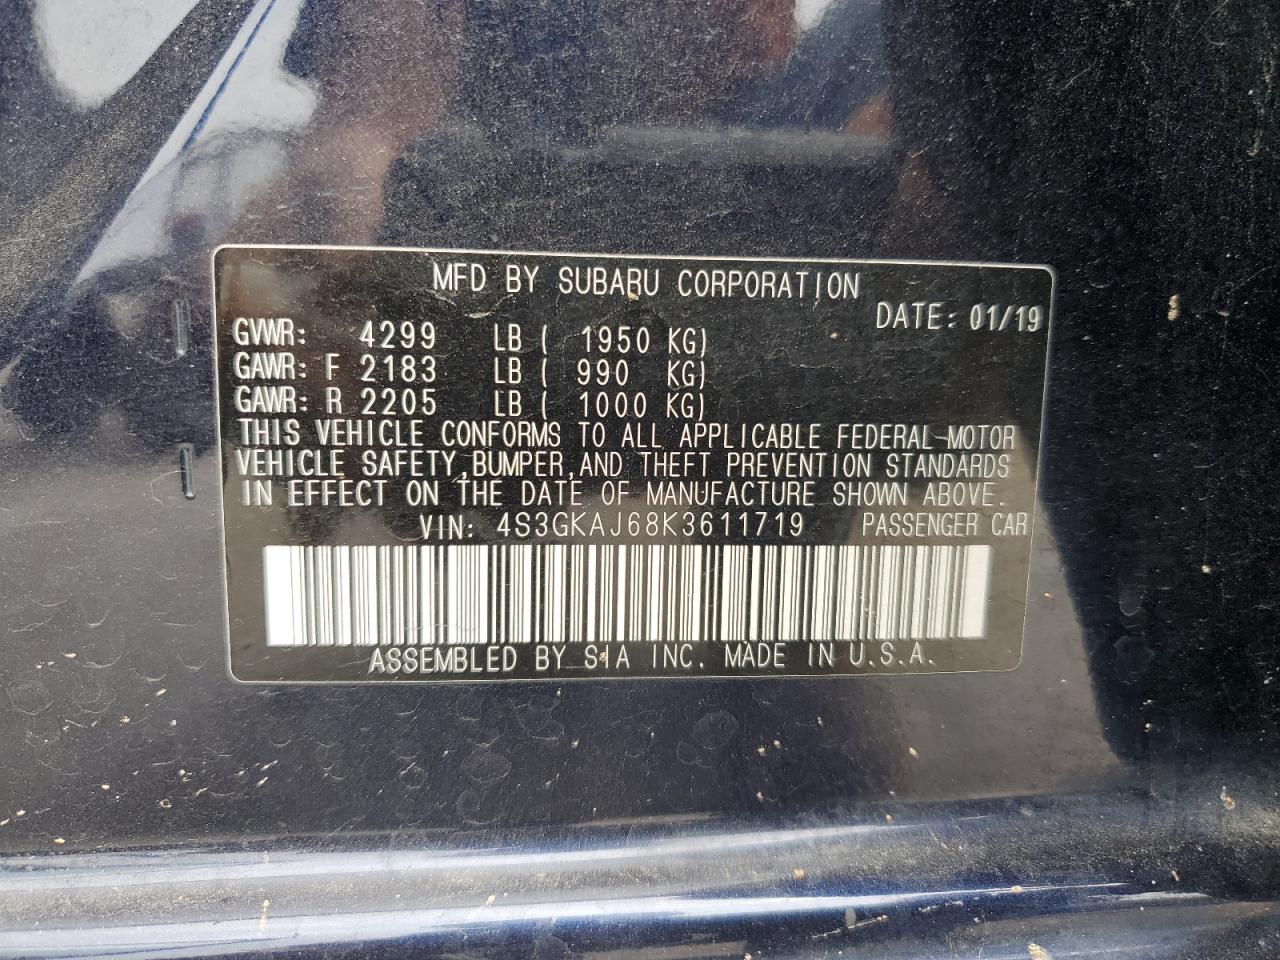 MFD BY SUBARU CORPORATION
DATE: 01/19
GVWR: 4299 LB ( 1950 KG)
GAWR: F 2183 LB ( 990 KG)
GAWR: R 2205 LB ( 1000 KG)
THIS VEHICLE CONFORMS TO ALL APPLICABLE FEDERAL MOTOR
VEHICLE SAFETY,BUMPER,AND THEFT PREVENTION STANDARDS
IN EFFECT ON THE DATE OF MANUFACTURE SHOWN ABOVE.
VIN: 4S3GKAJ68K3611719 PASSENGER CAR
ASSEMBLED BY SIA INC. MADE IN U.S.A.